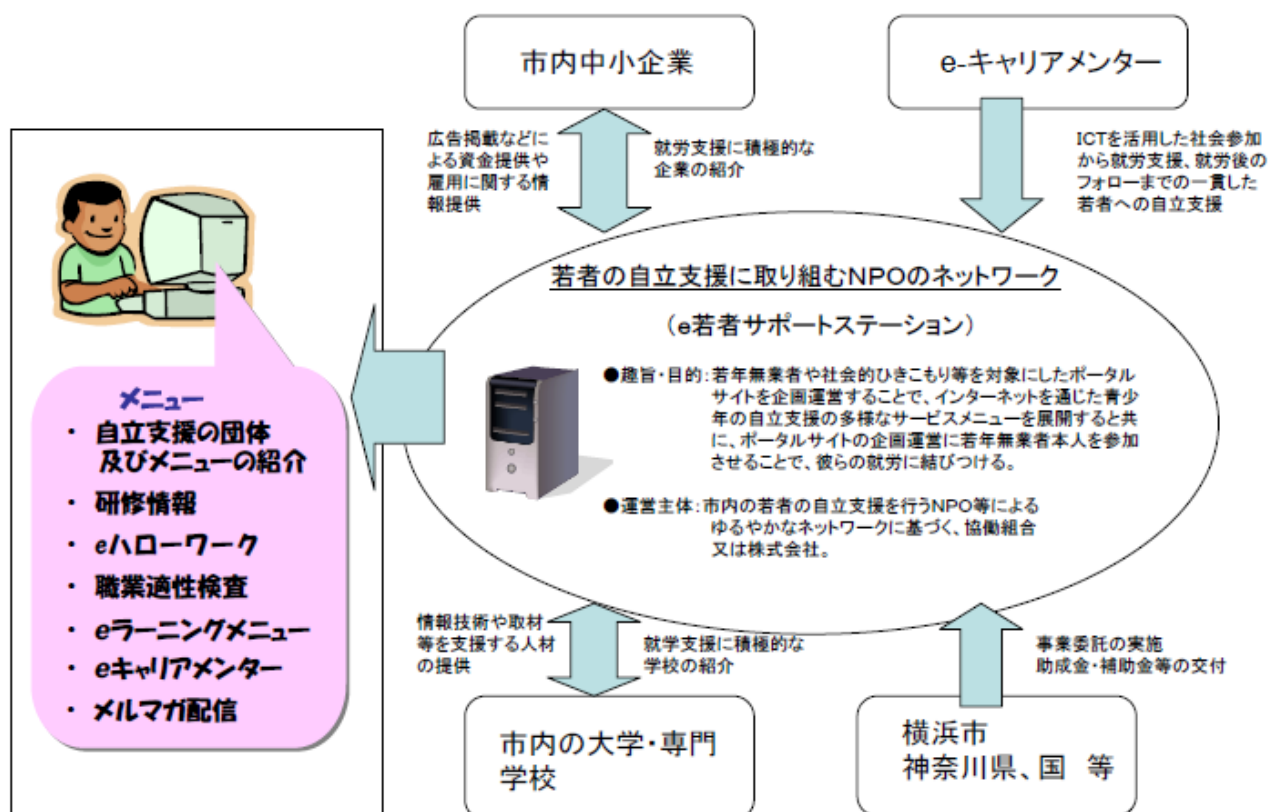 市内中小企業
e-キャリアメンター
広告掲載などに
よる資金提供や
雇用に関する情
報提供
就労支援に積極的な
企業の紹介
ICTを活用した社会参加
から就労支援、就労後の
フォローまでの一貫した
若者への自立支援
若者の自立支援に取り組むNPOのネットワーク
（e若者サポートステーション）
●趣旨・目的：若年無業者や社会的ひきこもり等を対象にしたポータル
サイトを企画運営することで、インターネットを通じた青少
年の自立支援の多様なサービスメニューを展開すると共
に、ポータルサイトの企画運営に若年無業者本人を参加
させることで、彼らの就労に結びつける。
●運営主体：市内の若者の自立支援を行うNPO等による
ゆるやかなネットワークに基づく、協働組合
又は株式会社。
メニュー
・ 自立支援の団体
及びメニューの紹介
・ 研修情報
・ eハローワーク
・ 職業適性検査
・ eラーニングメニュー
・ eキャリアメンター
・ メルマガ配信
情報技術や取材
等を支援する人材
の提供
就学支援に積極的な
学校の紹介
事業委託の実施
助成金・補助金等の交付
市内の大学・専門
学校
横浜市
神奈川県、国 等